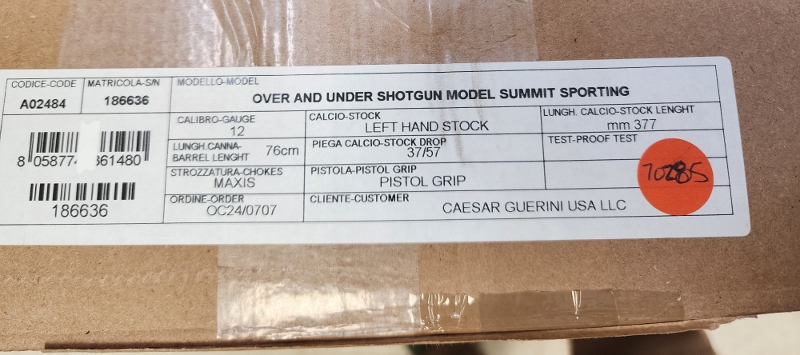 CODICE-CODE
A02484
MATRICOLA-S/N
186636
MODELLO-MODEL
OVER AND UNDER SHOTGUN MODEL SUMMIT SPORTING
CALIBRO-GAUGE
12
CALCIO-STOCK
LEFT HAND STOCK
LUNGH. CALCIO-STOCK LENGHT
mm 377
LUNGH.CANNA-
BARREL LENGHT 76cm
PIEGA CALCIO-STOCK DROP
37/57
TEST-PROOF TEST
STROZZATURA-CHOKES
MAXIS
PISTOLA-PISTOL GRIP
PISTOL GRIP
ORDINE-ORDER
OC24/0707
CLIENTE-CUSTOMER
CAESAR GUERINI USA LLC
8 058774 861480
186636
70285